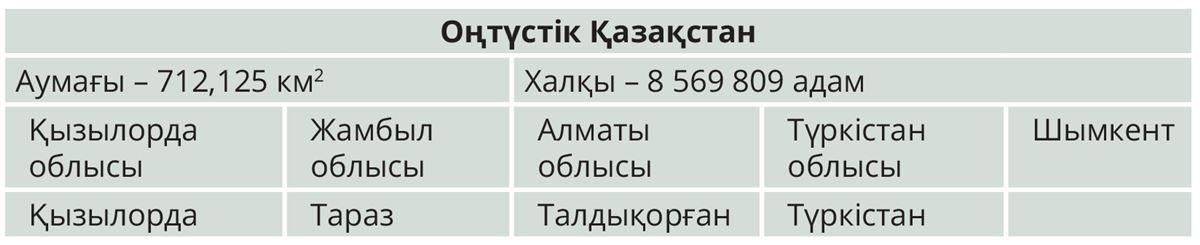 Оңтүстік Қазақстан
Аумағы – 712,125 км²
Халқы – 8 569 809 адам
Қызылорда облысы
Жамбыл облысы
Алматы облысы
Түркістан облысы
Шымкент
Қызылорда
Тараз
Талдықорған
Түркістан